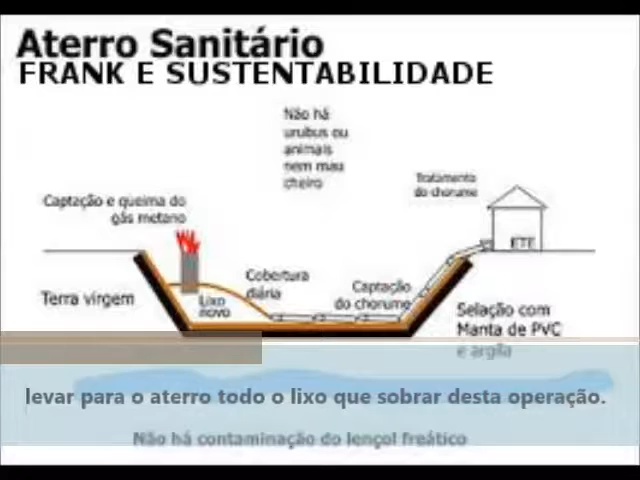 Aterro Sanitário
FRANK E SUSTENTABILIDADE
Não há
urubus ou
animais
nem mau
cheiro
Tratamento
do chorume
Captação e queima do
gás metano
ETE
Cobertura
diária
Captação
do chorume
Terra virgem
Lixo
novo
Selação com
Manta de PVC
e argila
levar para o aterro todo o lixo que sobrar desta operação.
Não há contaminação do lençol freático